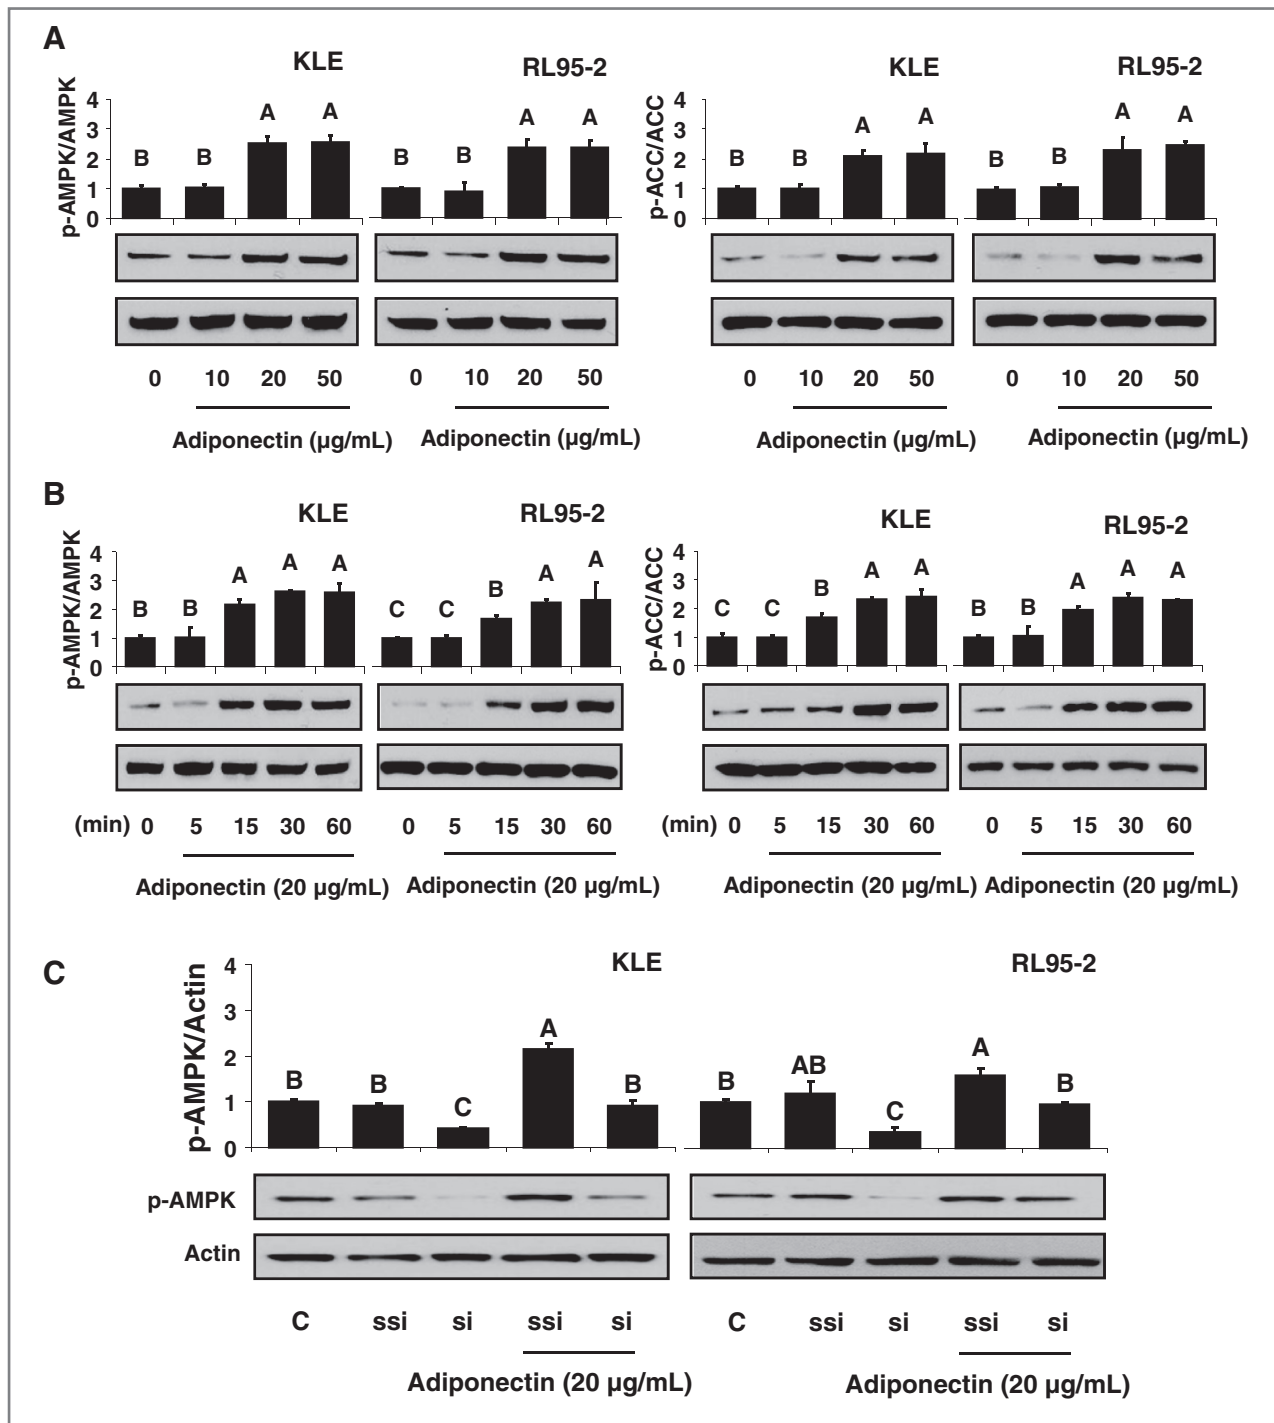 A
KLE
RL95-2
KLE
RL95-2
p-AMPK/AMPK
4
3
2
1
0
B
B
A
A
B
B
A
A
p-ACC/ACC
4
3
2
1
0
B
B
A
A
B
B
A
A
0 10 20 50
0 10 20 50
0 10 20 50
0 10 20 50
Adiponectin (µg/mL)
Adiponectin (µg/mL)
Adiponectin (µg/mL)
Adiponectin (µg/mL)
B
KLE
RL95-2
KLE
RL95-2
p-AMPK/AMPK
4
3
2
1
0
B
B
A
A
A
C
C
B
A
A
p-ACC/ACC
4
3
2
1
0
C
C
B
A
A
B
B
A
A
A
(min) 0 5 15 30 60
0 5 15 30 60
(min) 0 5 15 30 60
0 5 15 30 60
Adiponectin (20 µg/mL)
Adiponectin (20 µg/mL)
Adiponectin (20 µg/mL)
Adiponectin (20 µg/mL)
C
KLE
RL95-2
p-AMPK/Actin
4
3
2
1
0
B
B
C
A
B
B
AB
C
A
B
p-AMPK
Actin
C ssi si ssi si
C ssi si ssi si
Adiponectin (20 µg/mL)
Adiponectin (20 µg/mL)